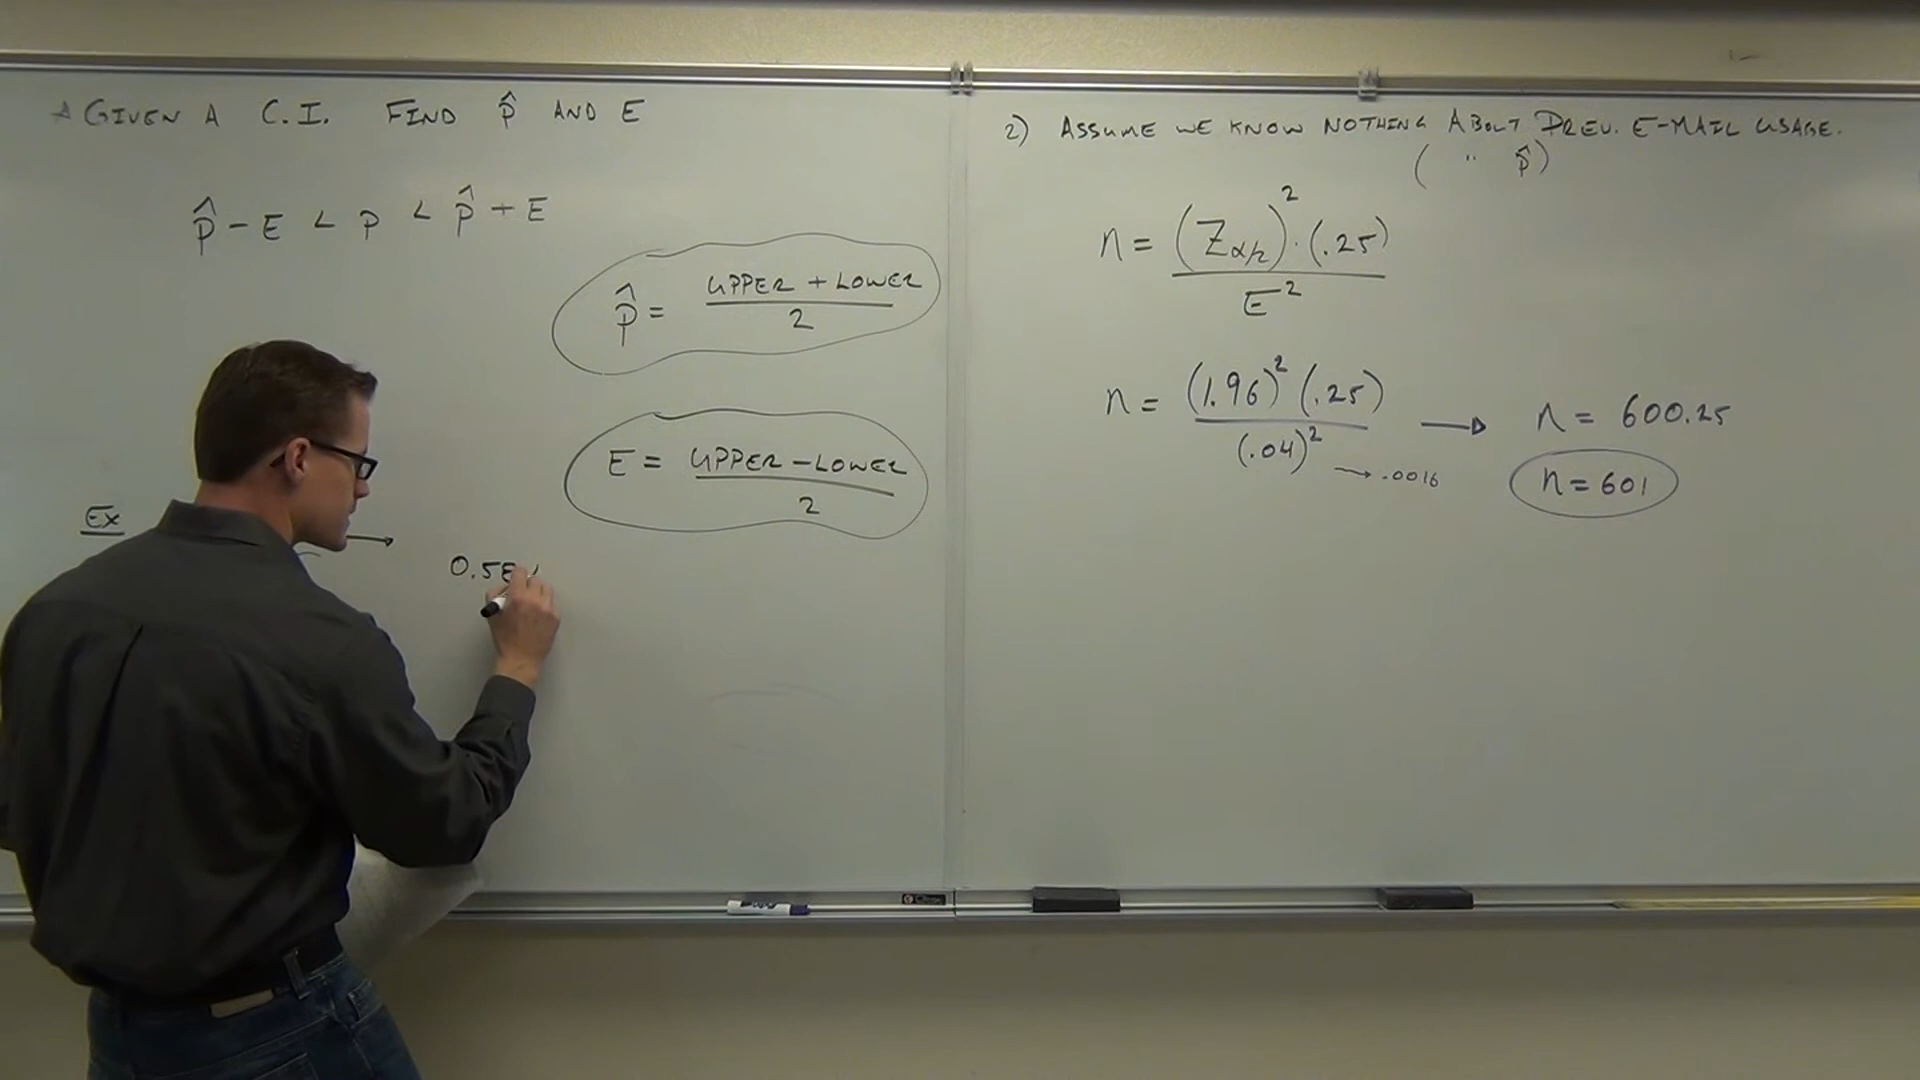 GIVEN A C.I. FIND p̂ AND E
p̂ - E < p < p̂ + E
p̂ = UPPER + LOWER / 2
E = UPPER - LOWER / 2
Ex
0.58
2) ASSUME WE KNOW NOTHING ABOUT PREV. E-MAIL USAGE.
( " p̂ )
n = (Zα/2)² · (.25) / E²
n = (1.96)² (.25) / (.04)² → .0016
→ n = 600.25
n = 601